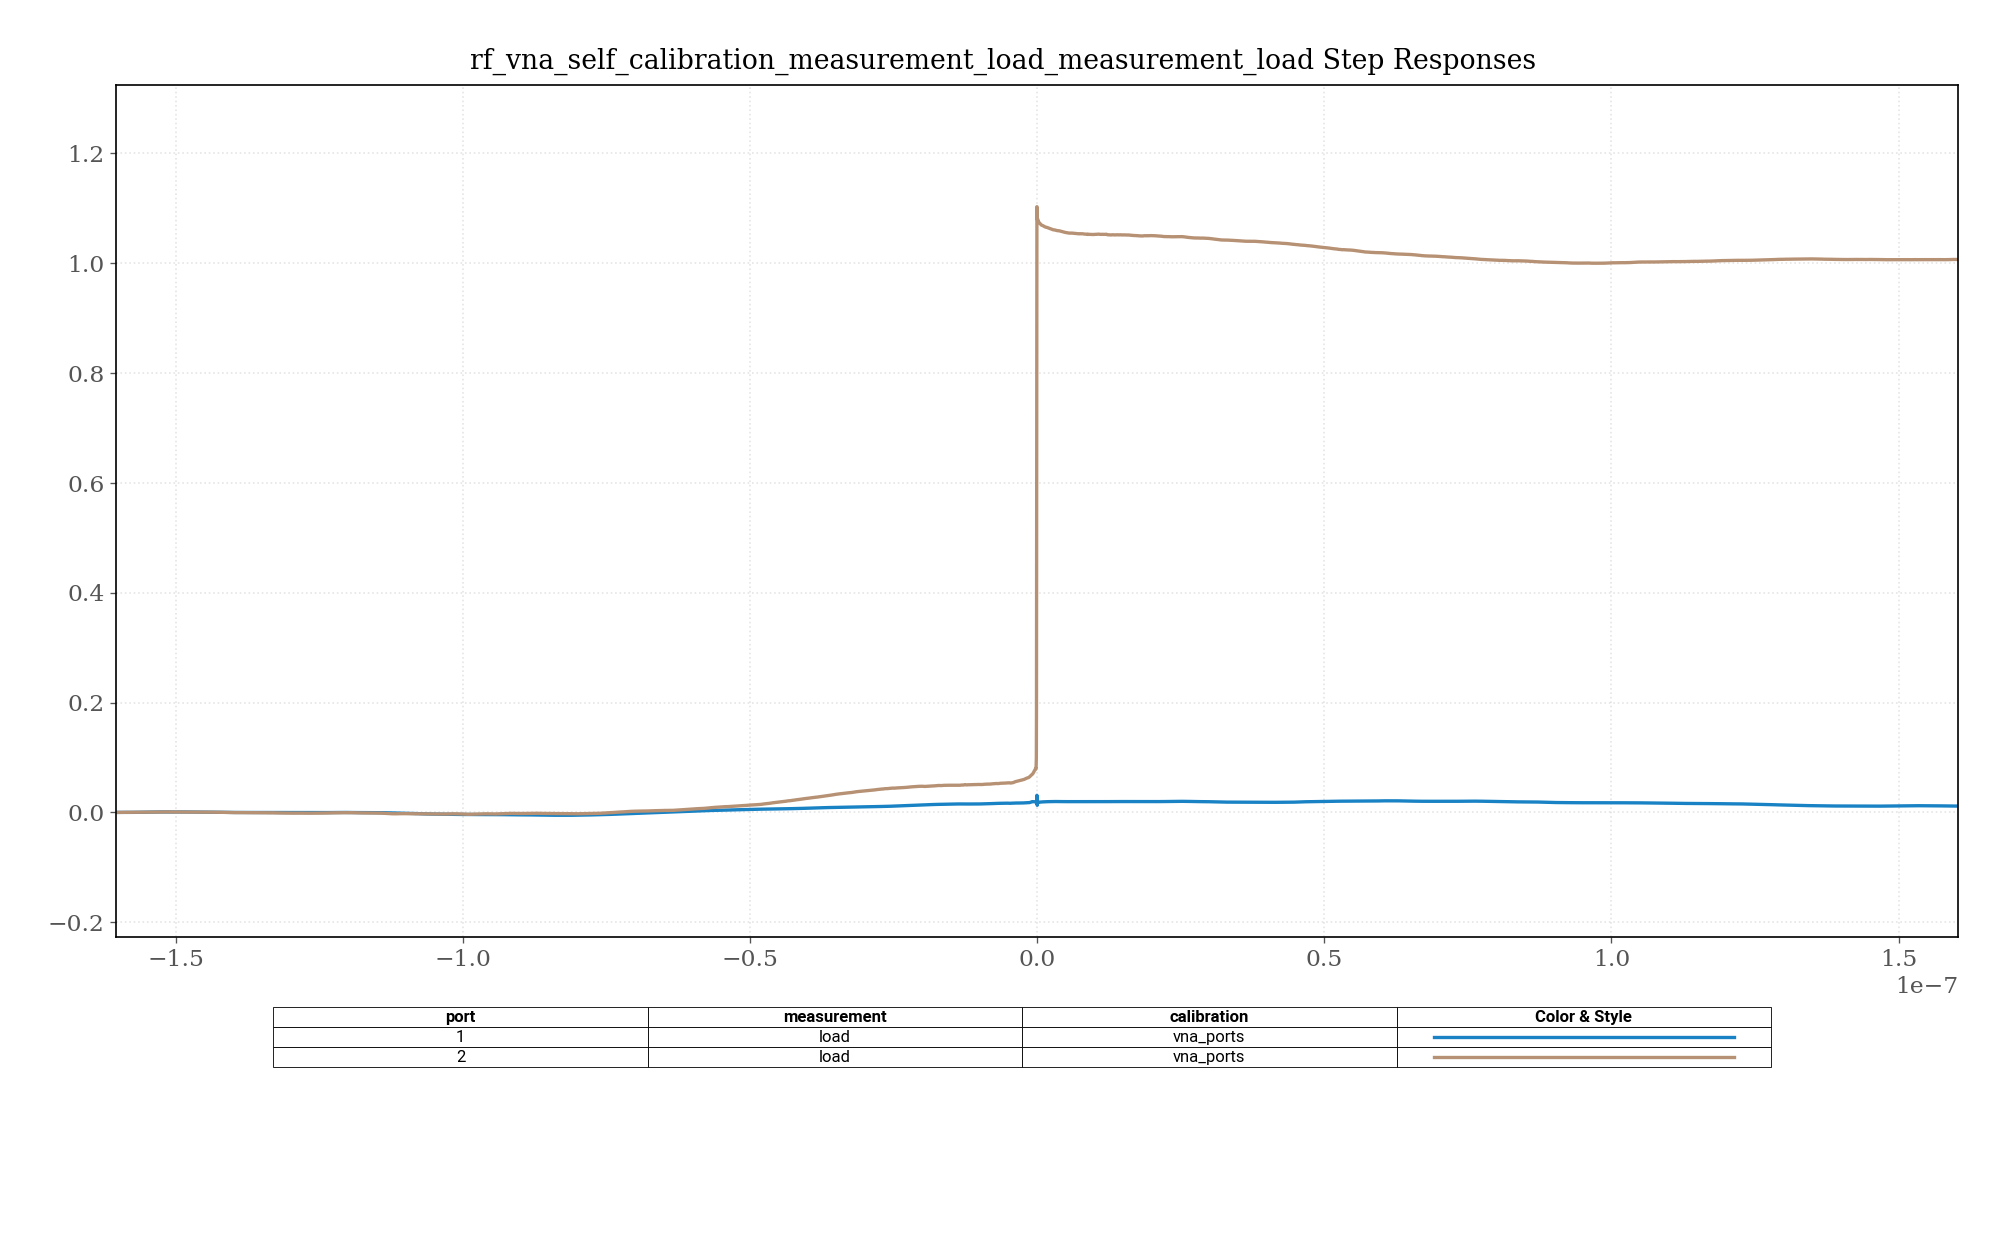 rf_vna_self_calibration_measurement_load_measurement_load Step Responses
1.2
1.0
0.8
0.6
0.4
0.2
0.0
−0.2
−1.5 −1.0 −0.5 0.0 0.5 1.0 1.5
1e−7
port measurement calibration Color & Style
1 load vna_ports
2 load vna_ports